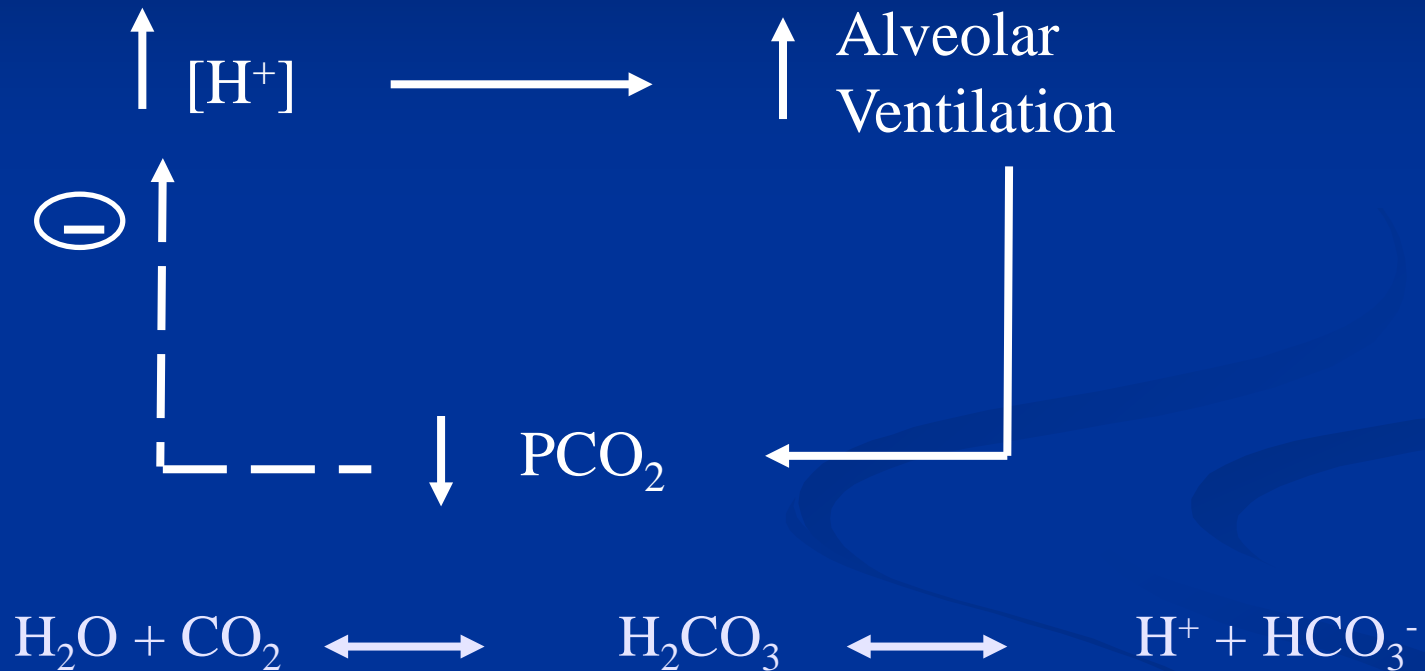 [H⁺]
Alveolar
Ventilation
−
PCO₂
H₂O + CO₂ ⟷ H₂CO₃ ⟷ H⁺ + HCO₃⁻